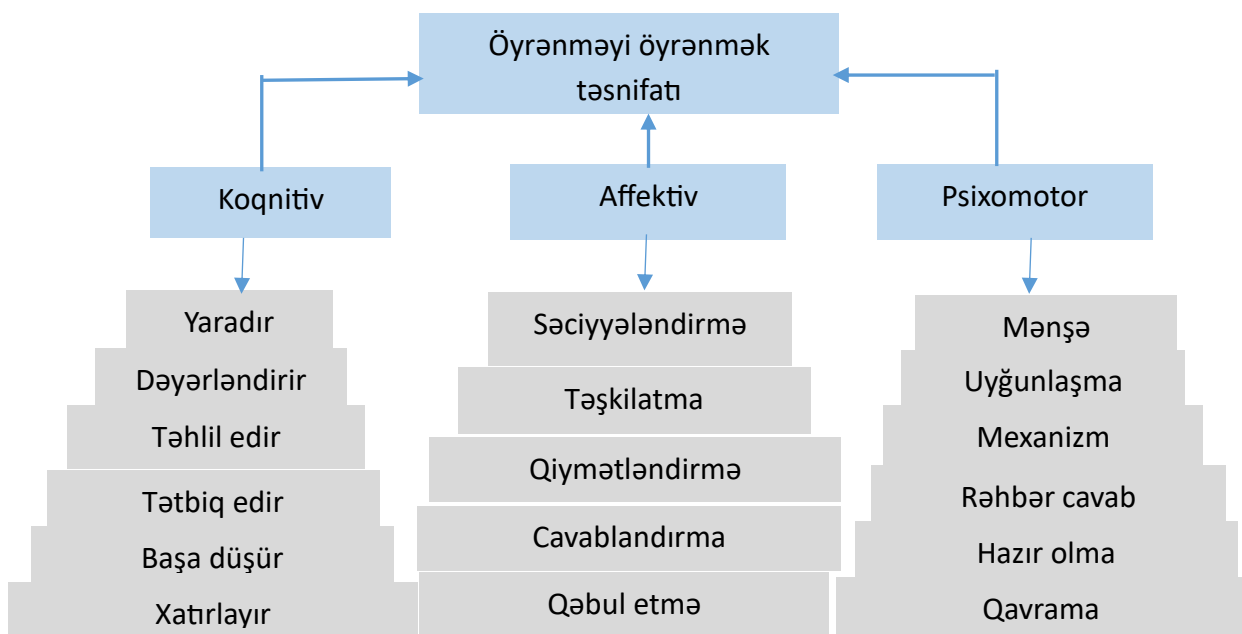 Öyrənməyi öyrənmək
təsnifatı
Koqnitiv
Affektiv
Psixomotor
Yaradır
Dəyərləndirir
Təhlil edir
Tətbiq edir
Başa düşür
Xatırlayır
Səciyyələndirmə
Təşkilatma
Qiymətləndirmə
Cavablandırma
Qəbul etmə
Mənşə
Uyğunlaşma
Mexanizm
Rəhbər cavab
Hazır olma
Qavrama